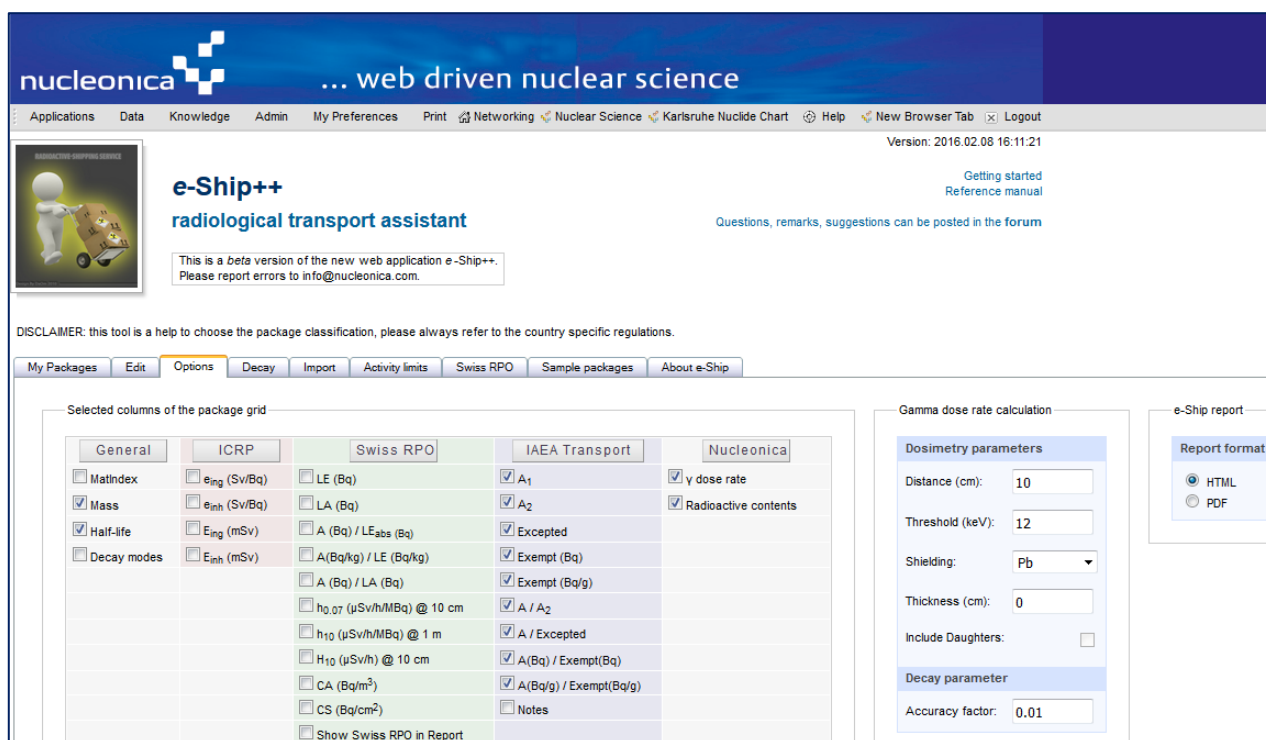 nucleonica
... web driven nuclear science
Applications Data Knowledge Admin My Preferences Print Networking Nuclear Science Karlsruhe Nuclide Chart Help New Browser Tab Logout
Version: 2016.02.08 16:11:21
RADIOACTIVE-SHIPPING SERVICE
Getting started
Reference manual
e-Ship++
radiological transport assistant
Questions, remarks, suggestions can be posted in the forum
This is a beta version of the new web application e-Ship++.
Please report errors to info@nucleonica.com.
DISCLAIMER: this tool is a help to choose the package classification, please always refer to the country specific regulations.
My Packages Edit Options Decay Import Activity limits Swiss RPO Sample packages About e-Ship
Selected columns of the package grid
General
MatIndex
Mass
Half-life
Decay modes
ICRP
eing (Sv/Bq)
einh (Sv/Bq)
Eing (mSv)
Einh (mSv)
Swiss RPO
LE (Bq)
LA (Bq)
A (Bq) / LEabs (Bq)
A(Bq/kg) / LE (Bq/kg)
A (Bq) / LA (Bq)
h0.07 (µSv/h/MBq) @ 10 cm
h10 (µSv/h/MBq) @ 1 m
H10 (µSv/h) @ 10 cm
CA (Bq/m³)
CS (Bq/cm²)
Show Swiss RPO in Report
IAEA Transport
A1
A2
Excepted
Exempt (Bq)
Exempt (Bq/g)
A / A2
A / Excepted
A(Bq) / Exempt(Bq)
A(Bq/g) / Exempt(Bq/g)
Notes
Nucleonica
γ dose rate
Radioactive contents
Gamma dose rate calculation
Dosimetry parameters
Distance (cm): 10
Threshold (keV): 12
Shielding: Pb
Thickness (cm): 0
Include Daughters:
Decay parameter
Accuracy factor: 0.01
e-Ship report
Report format
HTML
PDF